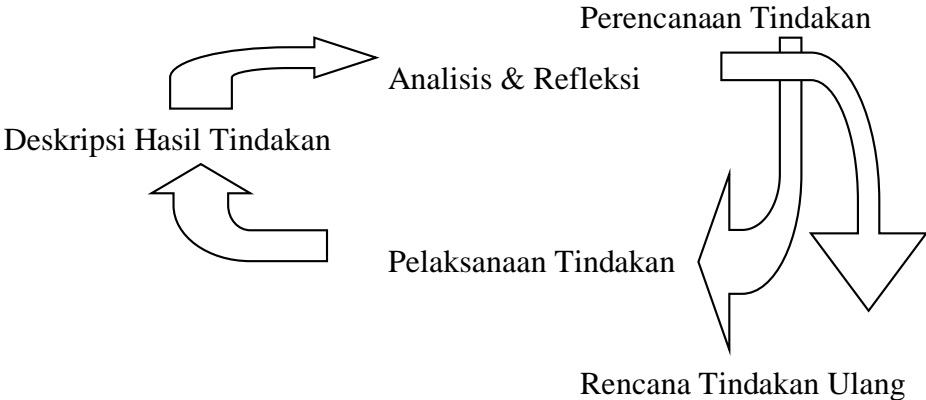 Perencanaan Tindakan
Analisis & Refleksi
Deskripsi Hasil Tindakan
Pelaksanaan Tindakan
Rencana Tindakan Ulang